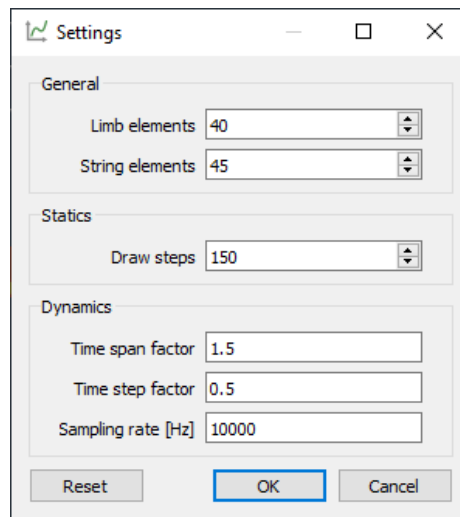 Settings
General
Limb elements 40
String elements 45
Statics
Draw steps 150
Dynamics
Time span factor 1.5
Time step factor 0.5
Sampling rate [Hz] 10000
Reset OK Cancel